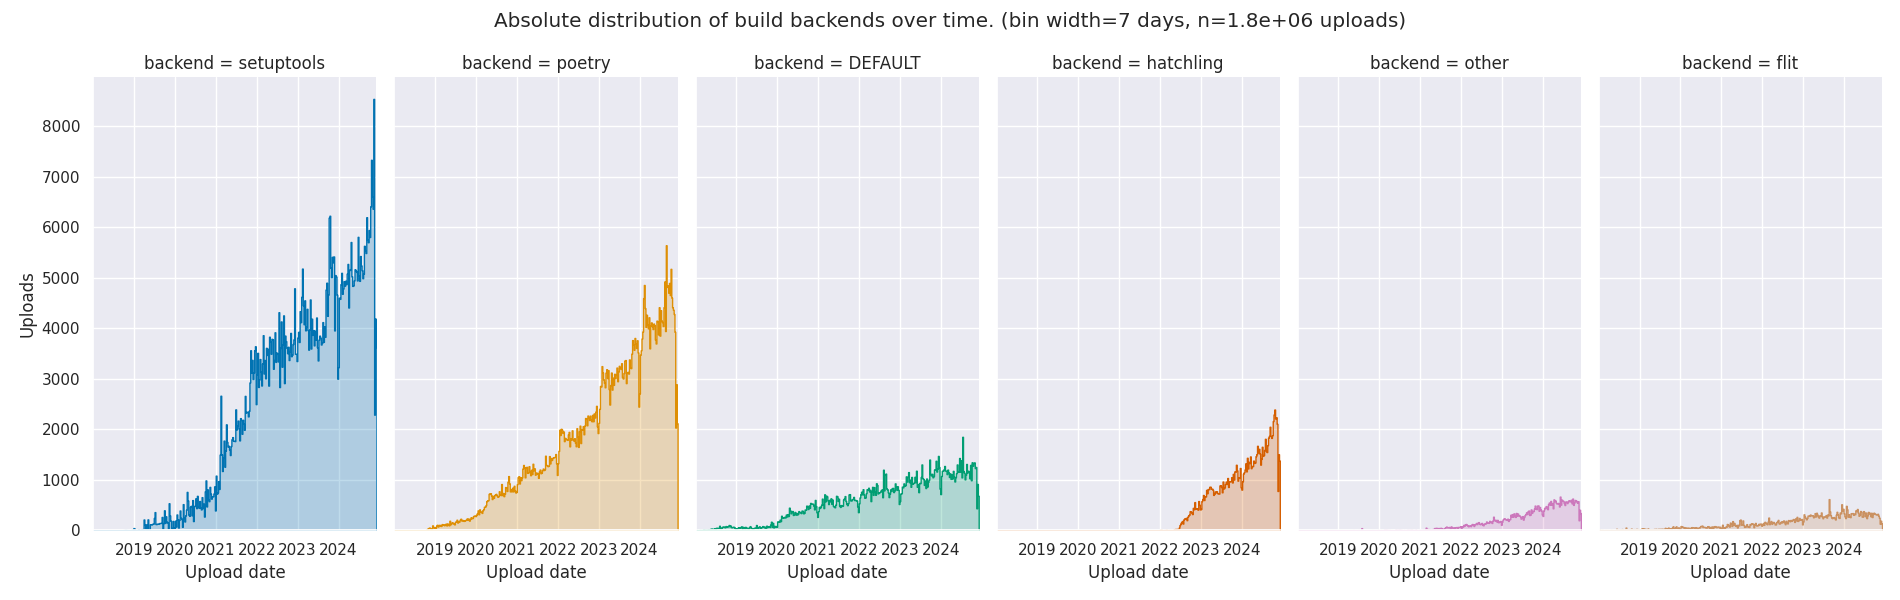 Absolute distribution of build backends over time. (bin width=7 days, n=1.8e+06 uploads)
backend = setuptools
backend = poetry
backend = DEFAULT
backend = hatchling
backend = other
backend = flit
Uploads
8000
7000
6000
5000
4000
3000
2000
1000
0
2019 2020 2021 2022 2023 2024
2019 2020 2021 2022 2023 2024
2019 2020 2021 2022 2023 2024
2019 2020 2021 2022 2023 2024
2019 2020 2021 2022 2023 2024
2019 2020 2021 2022 2023 2024
Upload date
Upload date
Upload date
Upload date
Upload date
Upload date